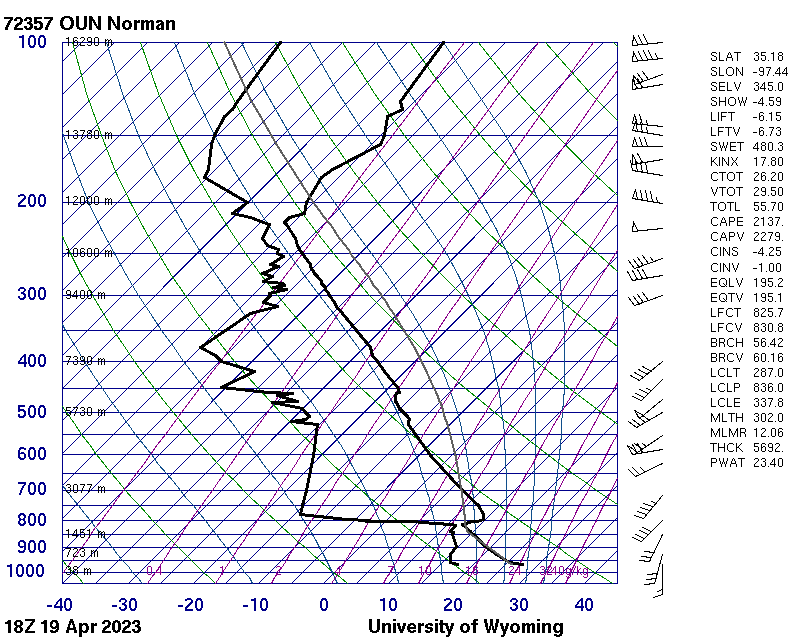 72357 OUN Norman
100
16290 m
13780 m
200
12000 m
10600 m
300
9400 m
400
7390 m
500
5730 m
600
700
3077 m
800
1451 m
900
723 m
1000
0.4 1 2 4 7 10 16 24
-40 -30 -20 -10 0 10 20 30 40
18Z 19 Apr 2023
University of Wyoming
SLAT 35.18
SLON -97.44
SELV 345.0
SHOW -4.59
LIFT -6.15
LFTV -6.73
SWET 480.3
KINX 17.60
CTOT 26.20
VTOT 29.50
TOTL 55.70
CAPE 2137.
CAPV 2279.
CINS -4.25
CINV -1.00
EQLV 195.2
EQTV 195.1
LFCT 825.7
LFCV 830.8
BRCH 56.42
BRCV 60.16
LCLT 287.0
LCLP 836.0
LCLE 337.8
MLTH 302.0
MLMR 12.06
THCK 5692.
PWAT 23.40